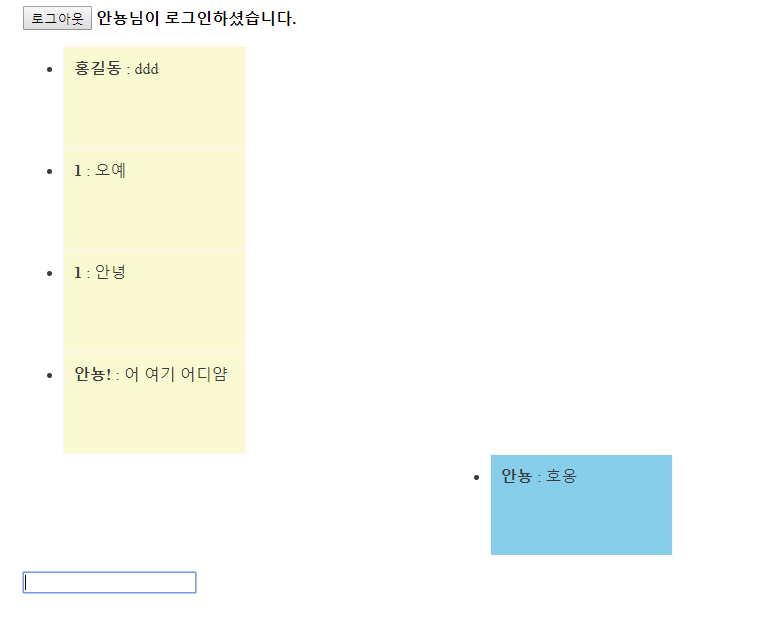 로그아웃 안뇽님이 로그인하셨습니다.
홍길동 : ddd
1 : 오예
1 : 안녕
안뇽! : 어 여기 어디얌
안뇽 : 호옹